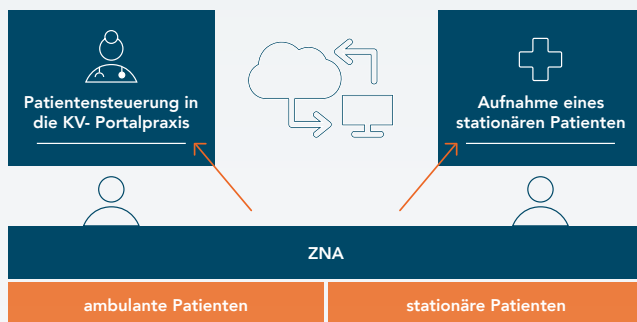 Patientensteuerung in
die KV- Portalpraxis
Aufnahme eines
stationären Patienten
ZNA
ambulante Patienten
stationäre Patienten